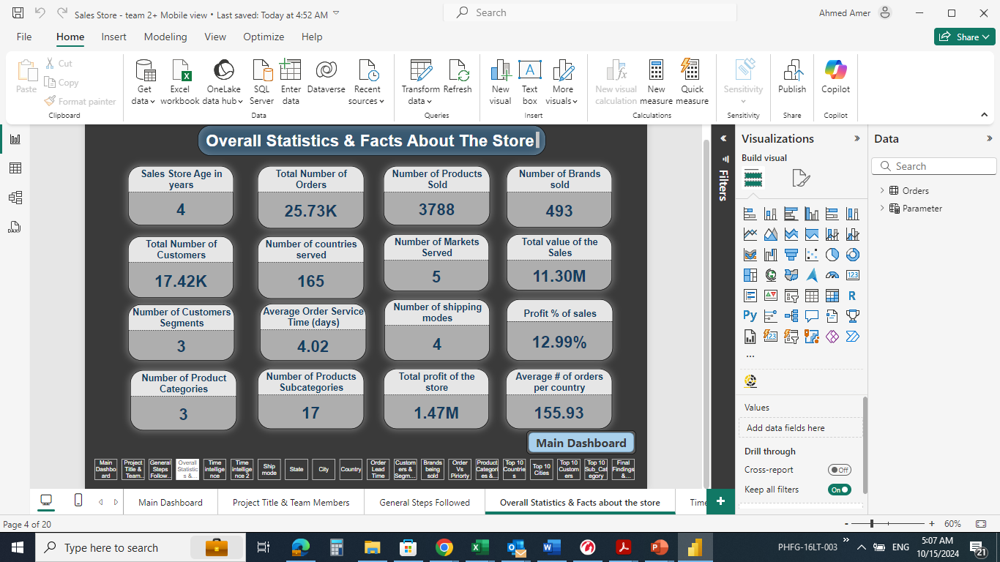 Sales Store - team 2+ Mobile view • Last saved: Today at 4:52 AM
Search
Ahmed Amer
File
Home
Insert
Modeling
View
Optimize
Help
Share
Paste
Cut
Copy
Format painter
Clipboard
Get
data
Excel
workbook
OneLake
data hub
SQL
Server
Enter
data
Dataverse
Recent
sources
Data
Transform
data
Refresh
Queries
New
visual
Text
box
More
visuals
Insert
New visual
calculation
New
measure
Quick
measure
Calculations
Sensitivity
Sensitivity
Publish
Share
Copilot
Copilot
Overall Statistics & Facts About The Store
Sales Store Age in
years
4
Total Number of
Orders
25.73K
Number of Products
Sold
3788
Number of Brands
sold
493
Total Number of
Customers
17.42K
Number of countries
served
165
Number of Markets
Served
5
Total value of the
Sales
11.30M
Number of Customers
Segments
3
Average Order Service
Time (days)
4.02
Number of shipping
modes
4
Profit % of sales
12.99%
Number of Product
Categories
3
Number of Products
Subcategories
17
Total profit of the
store
1.47M
Average # of orders
per country
155.93
Main Dashboard
Main
Dashbo
ard
Project
Title &
Team...
General
Steps
Follow...
Overall
Statistic
s &...
Time
intellige
nce
Time
intellige
nce 2
Ship
mode
State
City
Country
Order
Lead
Time
Custom
ers &
Segm...
Brands
being
sold
Order
Vs
Piriorty
Product
Categori
es &...
Top 10
Countrie
s
Top 10
Cities
Top 10
Custom
ers
Top 10
Sub_Cat
egory
Final
Findings
&...
Filters
Visualizations
Build visual
123
R
Py
123
...
Values
Add data fields here
Drill through
Cross-report
Off
Keep all filters
On
Data
Search
Orders
Parameter
Main Dashboard
Project Title & Team Members
General Steps Followed
Overall Statistics & Facts about the store
Time
+
Page 4 of 20
- + 60%
Type here to search
PHFG-16LT-003
ENG
5:07 AM
10/15/2024
21